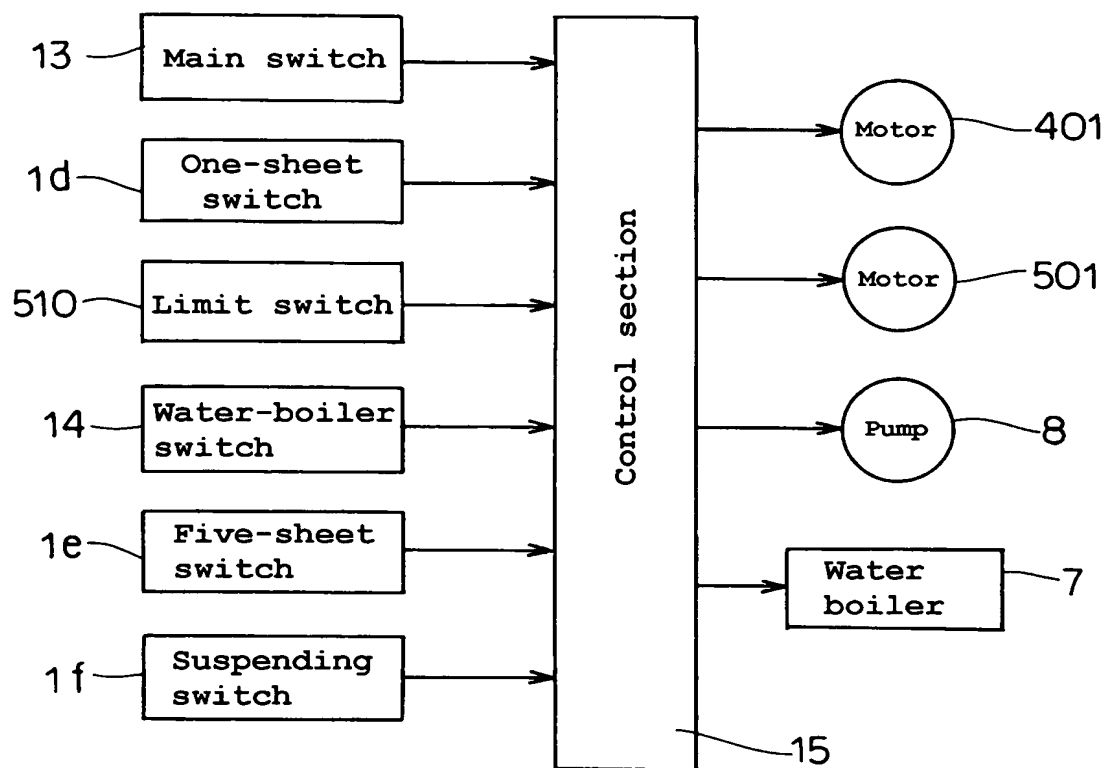 13
Main switch
1d
One-sheet
switch
510
Limit switch
14
Water-boiler
switch
1e
Five-sheet
switch
1f
Suspending
switch
Control section
15
Motor
401
Motor
501
Pump
8
Water
boiler
7